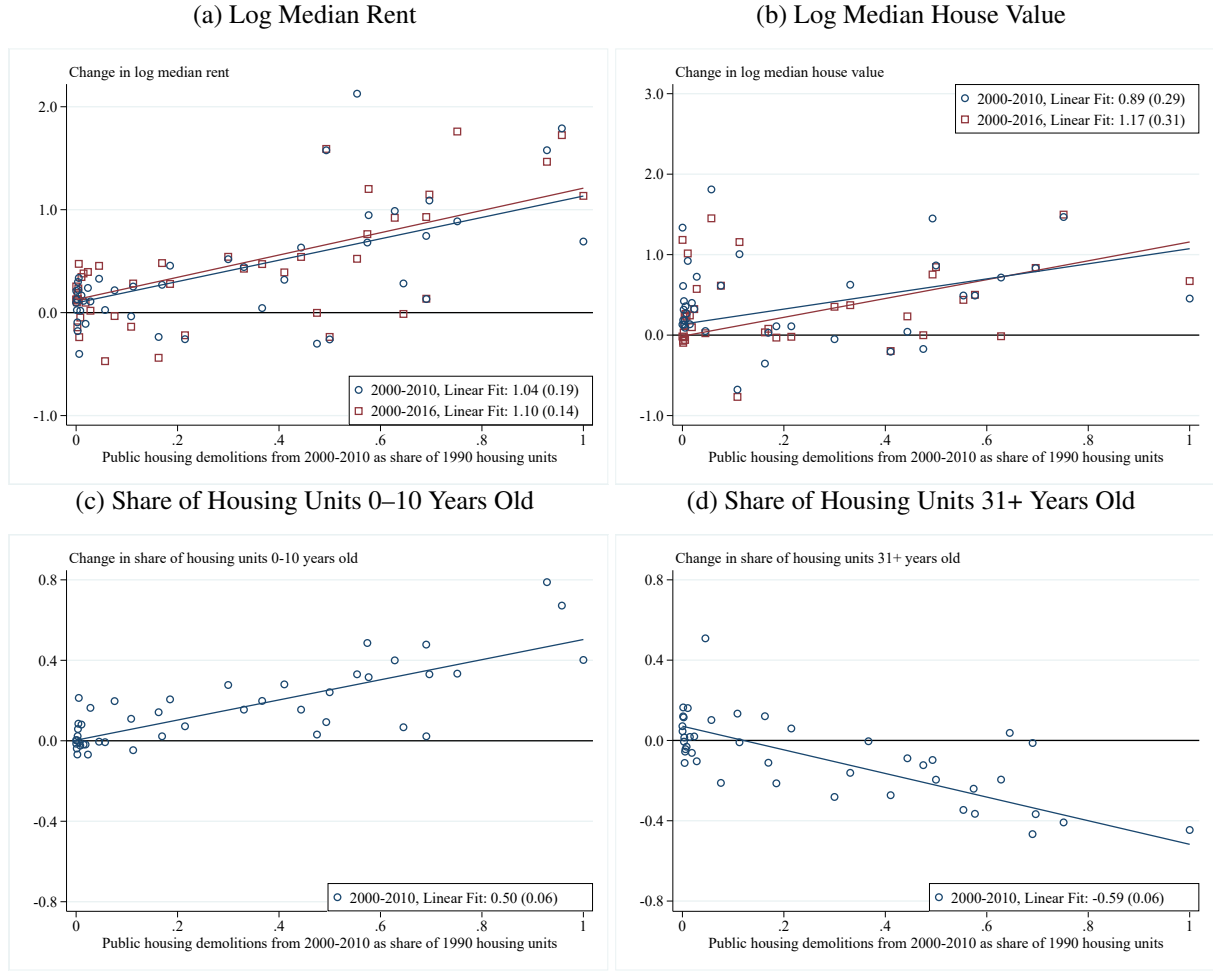 (a) Log Median Rent
Change in log median rent
2.0
1.0
0.0
-1.0
2000-2010, Linear Fit: 1.04 (0.19)
2000-2016, Linear Fit: 1.10 (0.14)
0 .2 .4 .6 .8 1
Public housing demolitions from 2000-2010 as share of 1990 housing units
(b) Log Median House Value
Change in log median house value
3.0
2.0
1.0
0.0
-1.0
2000-2010, Linear Fit: 0.89 (0.29)
2000-2016, Linear Fit: 1.17 (0.31)
0 .2 .4 .6 .8 1
Public housing demolitions from 2000-2010 as share of 1990 housing units
(c) Share of Housing Units 0–10 Years Old
Change in share of housing units 0-10 years old
0.8
0.4
0.0
-0.4
-0.8
2000-2010, Linear Fit: 0.50 (0.06)
0 .2 .4 .6 .8 1
Public housing demolitions from 2000-2010 as share of 1990 housing units
(d) Share of Housing Units 31+ Years Old
Change in share of housing units 31+ years old
0.8
0.4
0.0
-0.4
-0.8
2000-2010, Linear Fit: -0.59 (0.06)
0 .2 .4 .6 .8 1
Public housing demolitions from 2000-2010 as share of 1990 housing units